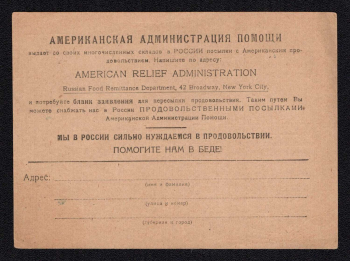 АМЕРИКАНСКАЯ АДМИНИСТРАЦИЯ ПОМОЩИ
выдает из своих многочисленных складов в РОССИИ посылки с Американским про-
довольствием. Напишите по адресу:
AMERICAN RELIEF ADMINISTRATION
Russian Food Remittance Department, 42 Broadway, New York City,
и потребуйте бланк заявления для пересылки продовольствия. Таким путем Вы
можете снабжать нас в России ПРОДОВОЛЬСТВЕННЫМИ ПОСЫЛКАМИ
Американской Администрации Помощи.
МЫ В РОССИИ СИЛЬНО НУЖДАЕМСЯ В ПРОДОВОЛЬСТВИИ.
ПОМОГИТЕ НАМ В БЕДЕ!
Адрес:
(имя и фамилия)
(улица и номер)
(губерния и город)